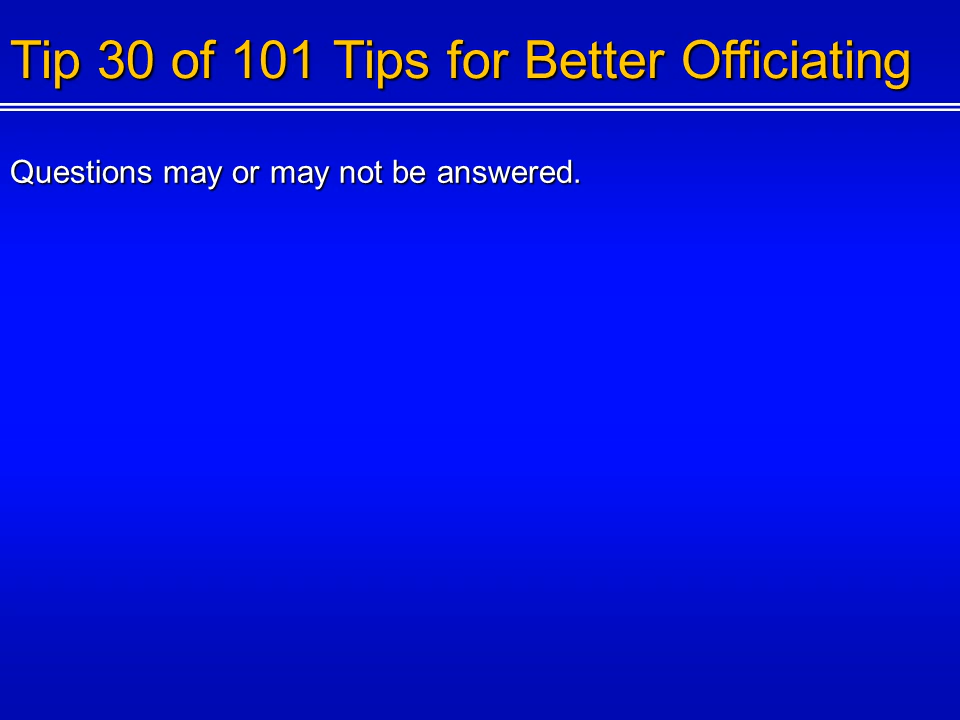 Tip 30 of 101 Tips for Better Officiating
Questions may or may not be answered.